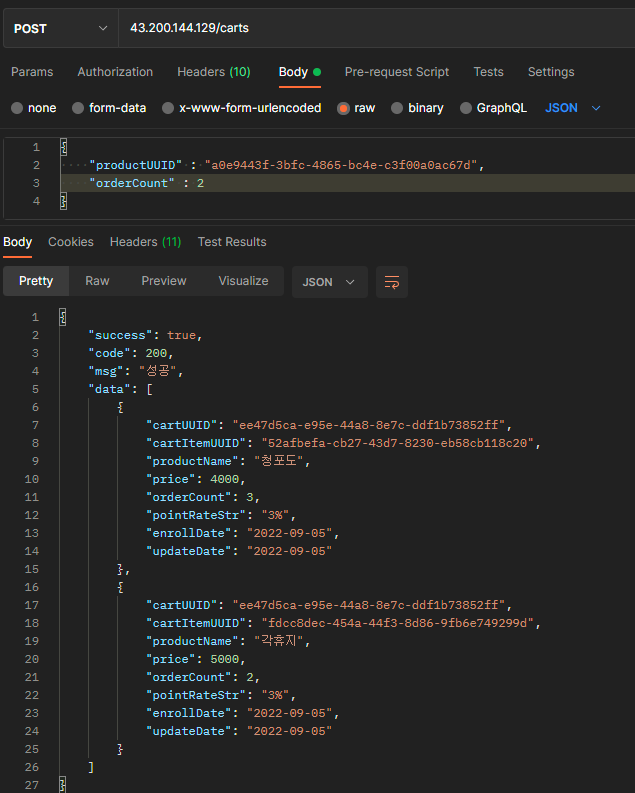 POST 43.200.144.129/carts
Params Authorization Headers (10) Body Pre-request Script Tests Settings
none form-data x-www-form-urlencoded raw binary GraphQL JSON
1 {
2 "productUUID" : "a0e9443f-3bfc-4865-bc4e-c3f00a0ac67d",
3 "orderCount" : 2
4 }
Body Cookies Headers (11) Test Results
Pretty Raw Preview Visualize JSON
1 {
2 "success": true,
3 "code": 200,
4 "msg": "성공",
5 "data": [
6 {
7 "cartUUID": "ee47d5ca-e95e-44a8-8e7c-ddf1b73852ff",
8 "cartItemUUID": "52afbefa-cb27-43d7-8230-eb58cb118c20",
9 "productName": "청포도",
10 "price": 4000,
11 "orderCount": 3,
12 "pointRateStr": "3%",
13 "enrollDate": "2022-09-05",
14 "updateDate": "2022-09-05"
15 },
16 {
17 "cartUUID": "ee47d5ca-e95e-44a8-8e7c-ddf1b73852ff",
18 "cartItemUUID": "fdcc8dec-454a-44f3-8d86-9fb6e749299d",
19 "productName": "각휴지",
20 "price": 5000,
21 "orderCount": 2,
22 "pointRateStr": "3%",
23 "enrollDate": "2022-09-05",
24 "updateDate": "2022-09-05"
25 }
26 ]
27 }